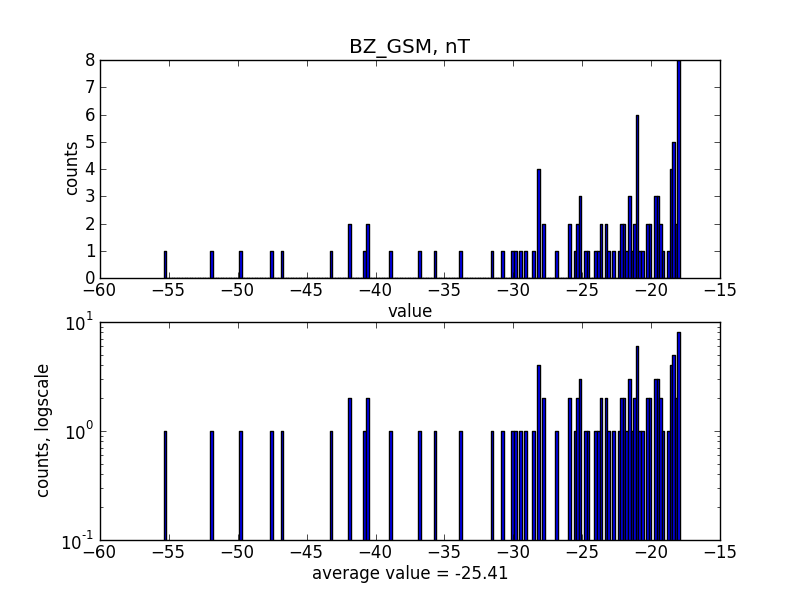 BZ_GSM, nT
8
7
6
5
4
3
2
1
0
counts
−60 −55 −50 −45 −40 −35 −30 −25 −20 −15
value
10^1
10^0
10^-1
counts, logscale
−60 −55 −50 −45 −40 −35 −30 −25 −20 −15
average value = -25.41